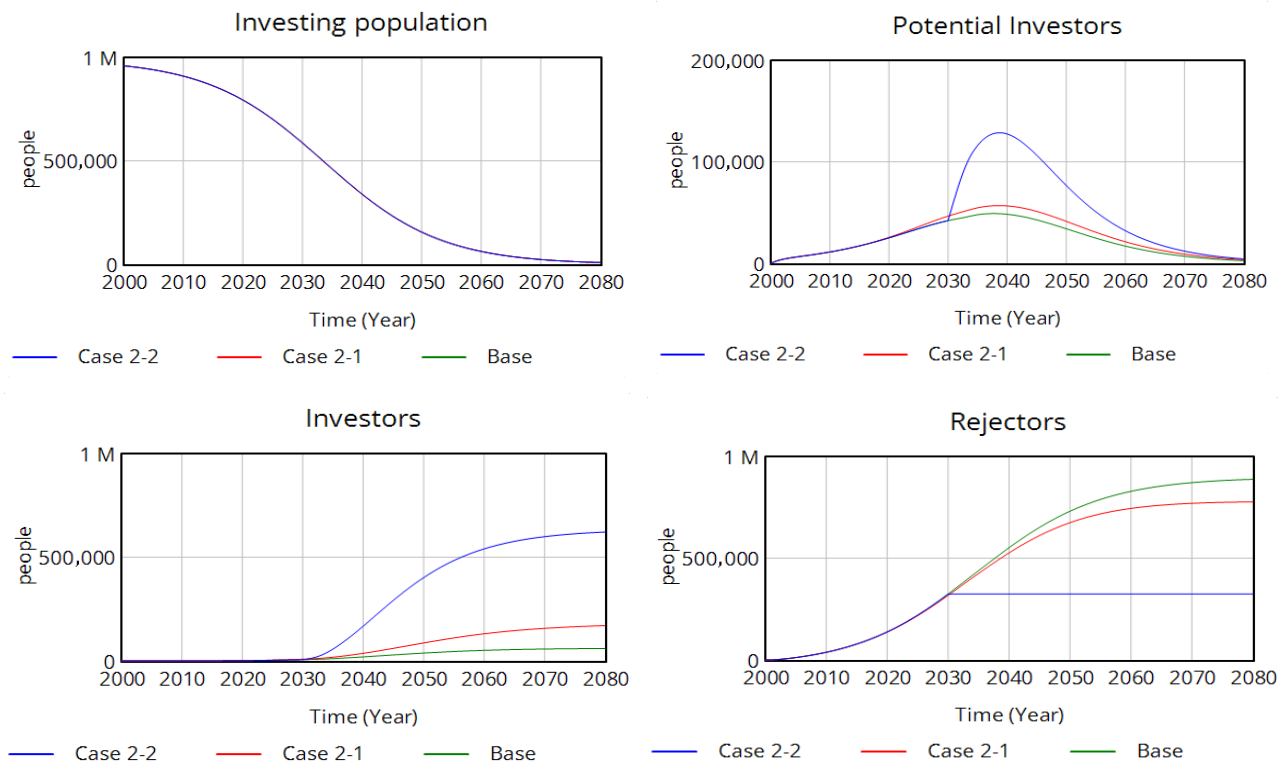 Investing population
1 M
500,000
0
people
2000 2010 2020 2030 2040 2050 2060 2070 2080
Time (Year)
Case 2-2 Case 2-1 Base
Potential Investors
200,000
100,000
0
people
2000 2010 2020 2030 2040 2050 2060 2070 2080
Time (Year)
Case 2-2 Case 2-1 Base
Investors
1 M
500,000
0
people
2000 2010 2020 2030 2040 2050 2060 2070 2080
Time (Year)
Case 2-2 Case 2-1 Base
Rejectors
1 M
500,000
0
people
2000 2010 2020 2030 2040 2050 2060 2070 2080
Time (Year)
Case 2-2 Case 2-1 Base